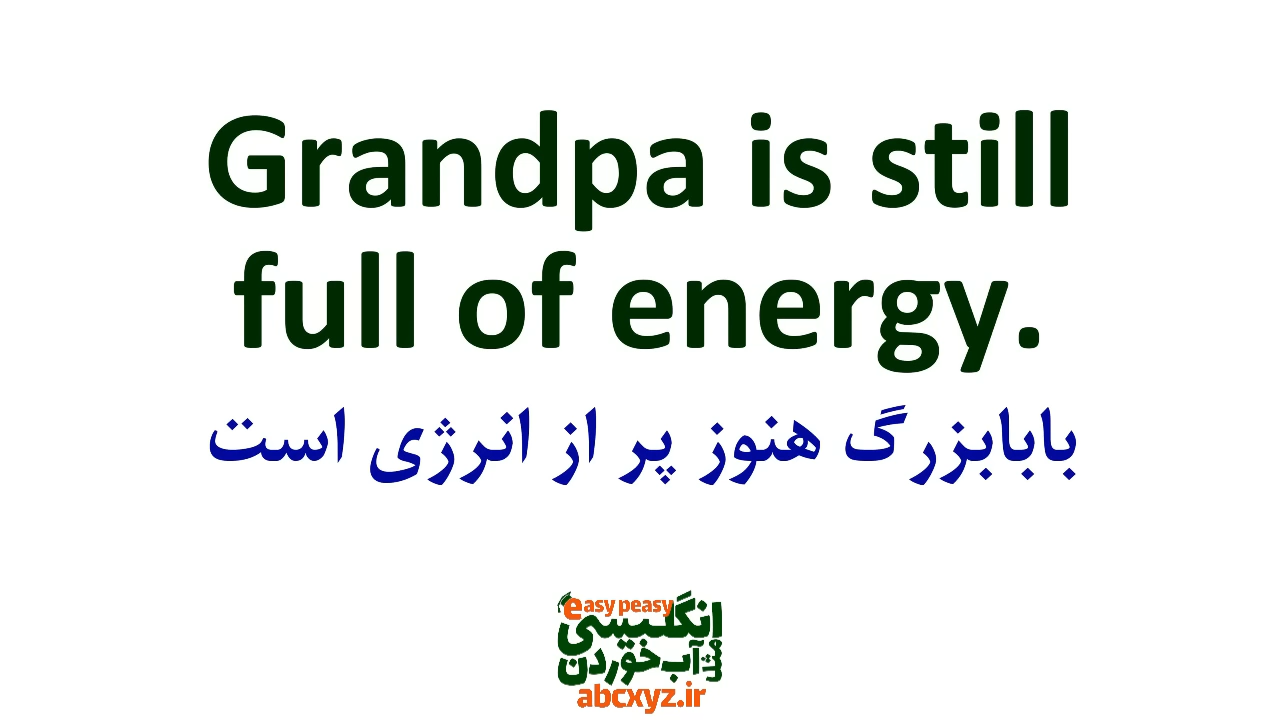 Grandpa is still
full of energy.
بابابزرگ هنوز پر از انرژی است
easy peasy
انگلیسی
مثل آب خوردن
abcxyz.ir